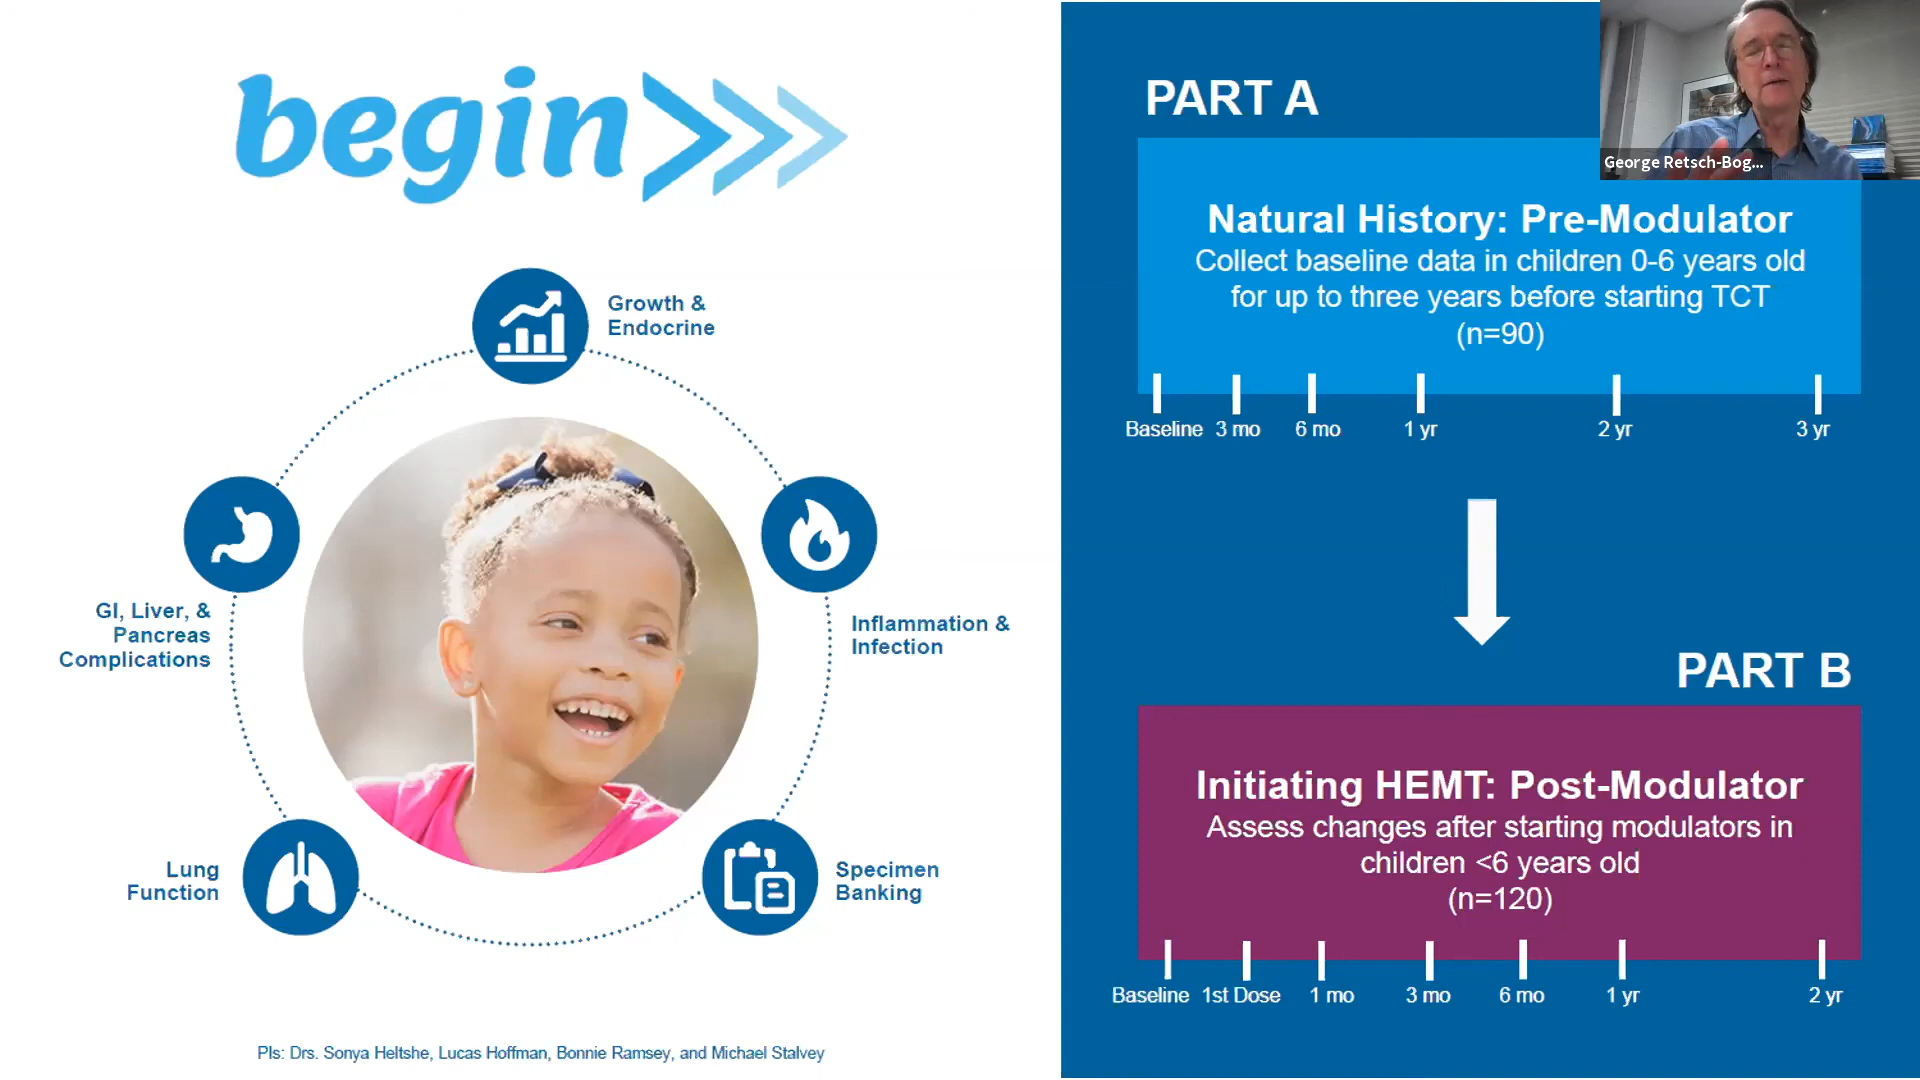 begin
Growth &
Endocrine
GI, Liver, &
Pancreas
Complications
Inflammation &
Infection
Lung
Function
Specimen
Banking
PIs: Drs. Sonya Heltshe, Lucas Hoffman, Bonnie Ramsey, and Michael Stalvey
PART A
George Retsch-Bog...
Natural History: Pre-Modulator
Collect baseline data in children 0-6 years old
for up to three years before starting TCT
(n=90)
Baseline 3 mo 6 mo 1 yr 2 yr 3 yr
PART B
Initiating HEMT: Post-Modulator
Assess changes after starting modulators in
children <6 years old
(n=120)
Baseline 1st Dose 1 mo 3 mo 6 mo 1 yr 2 yr